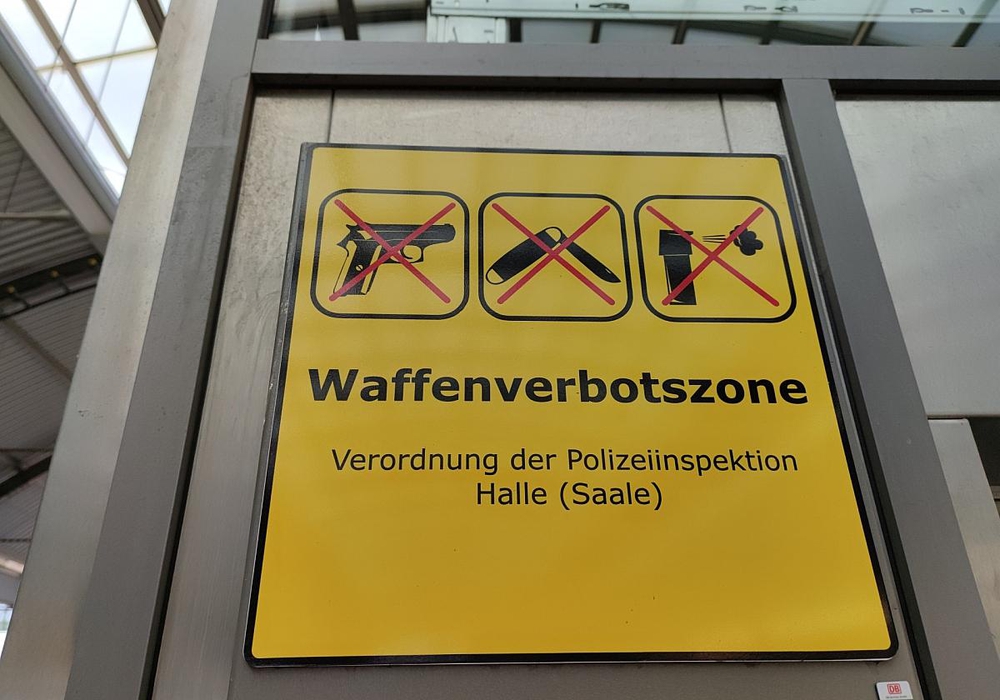 Waffenverbotszone
Verordnung der Polizeiinspektion
Halle (Saale)
DB